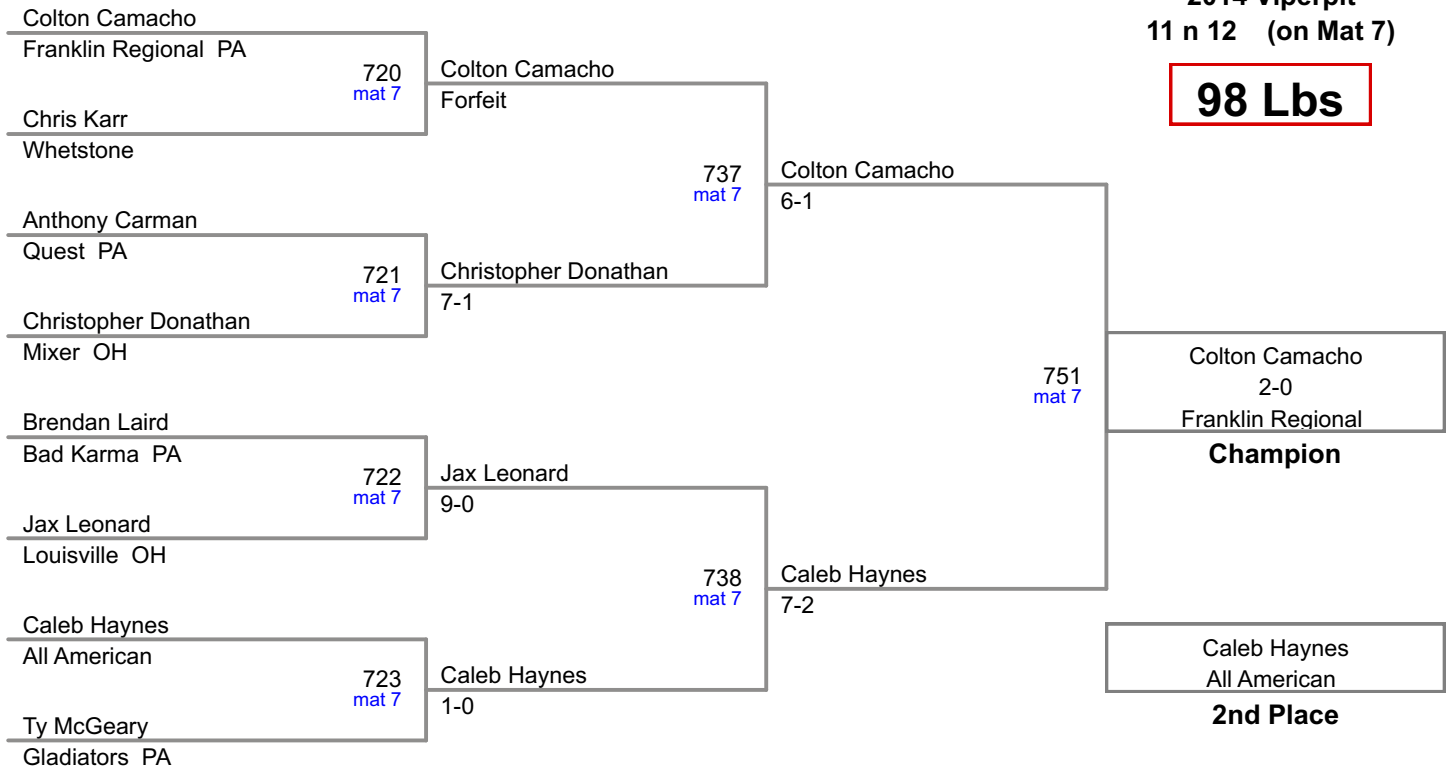 2014 Viperpit
11 n 12 (on Mat 7)
98 Lbs
Colton Camacho
Franklin Regional PA
720
mat 7
Chris Karr
Whetstone
Anthony Carman
Quest PA
721
mat 7
Christopher Donathan
Mixer OH
Brendan Laird
Bad Karma PA
722
mat 7
Jax Leonard
Louisville OH
Caleb Haynes
All American
723
mat 7
Ty McGeary
Gladiators PA
Colton Camacho
Forfeit
737
mat 7
Christopher Donathan
7-1
Jax Leonard
9-0
738
mat 7
Caleb Haynes
1-0
Colton Camacho
6-1
751
mat 7
Caleb Haynes
7-2
Colton Camacho
2-0
Franklin Regional
Champion
Caleb Haynes
All American
2nd Place